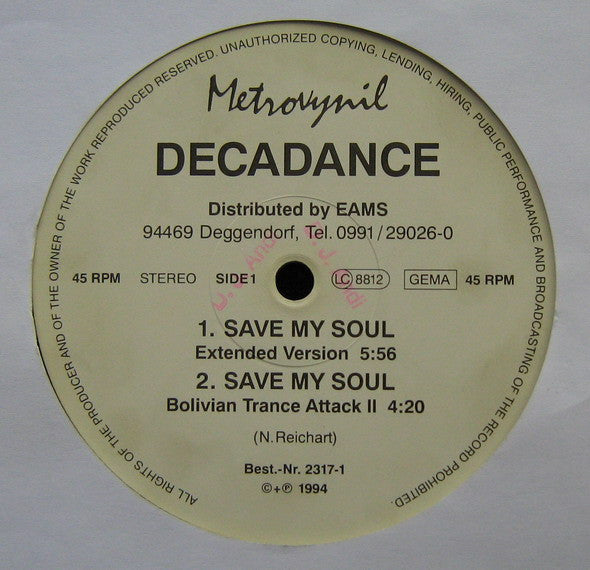 ALL RIGHTS OF THE PRODUCER AND OF THE OWNER OF THE WORK REPRODUCED RESERVED. UNAUTHORIZED COPYING, LENDING, HIRING, PUBLIC PERFORMANCE AND BROADCASTING OF THE RECORD PROHIBITED.
Metrovynil
DECADANCE
Distributed by EAMS
94469 Deggendorf, Tel. 0991/29026-0
45 RPM STEREO SIDE 1 LC 8812 GEMA 45 RPM
1. SAVE MY SOUL
Extended Version 5:56
2. SAVE MY SOUL
Bolivian Trance Attack II 4:20
(N. Reichart)
Best.-Nr. 2317-1
©+℗ 1994